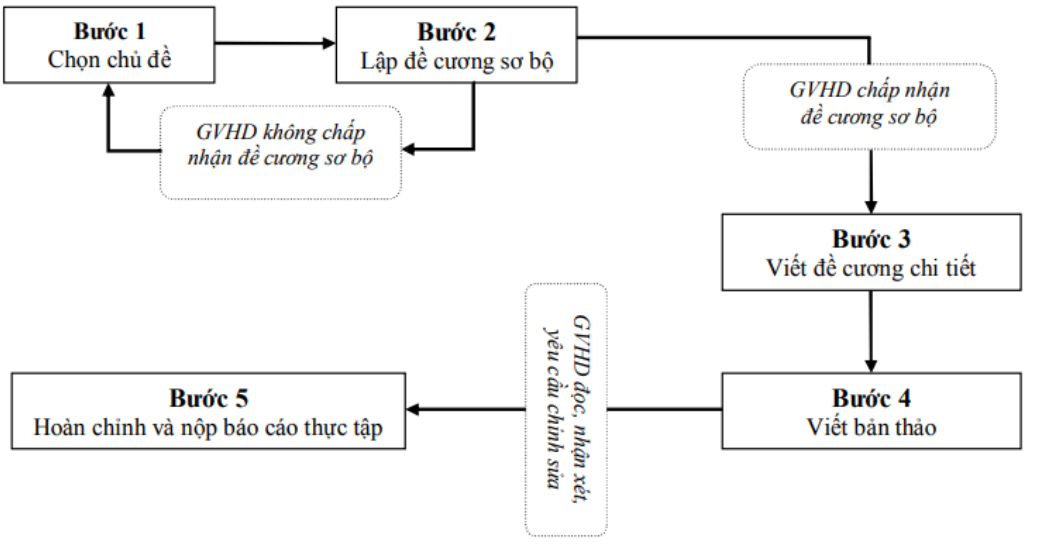 Bước 1
Chọn chủ đề
Bước 2
Lập đề cương sơ bộ
GVHD chấp nhận
đề cương sơ bộ
GVHD không chấp
nhận đề cương sơ bộ
Bước 3
Viết đề cương chi tiết
GVHD đọc, nhận xét,
yêu cầu chỉnh sửa
Bước 5
Hoàn chỉnh và nộp báo cáo thực tập
Bước 4
Viết bản thảo